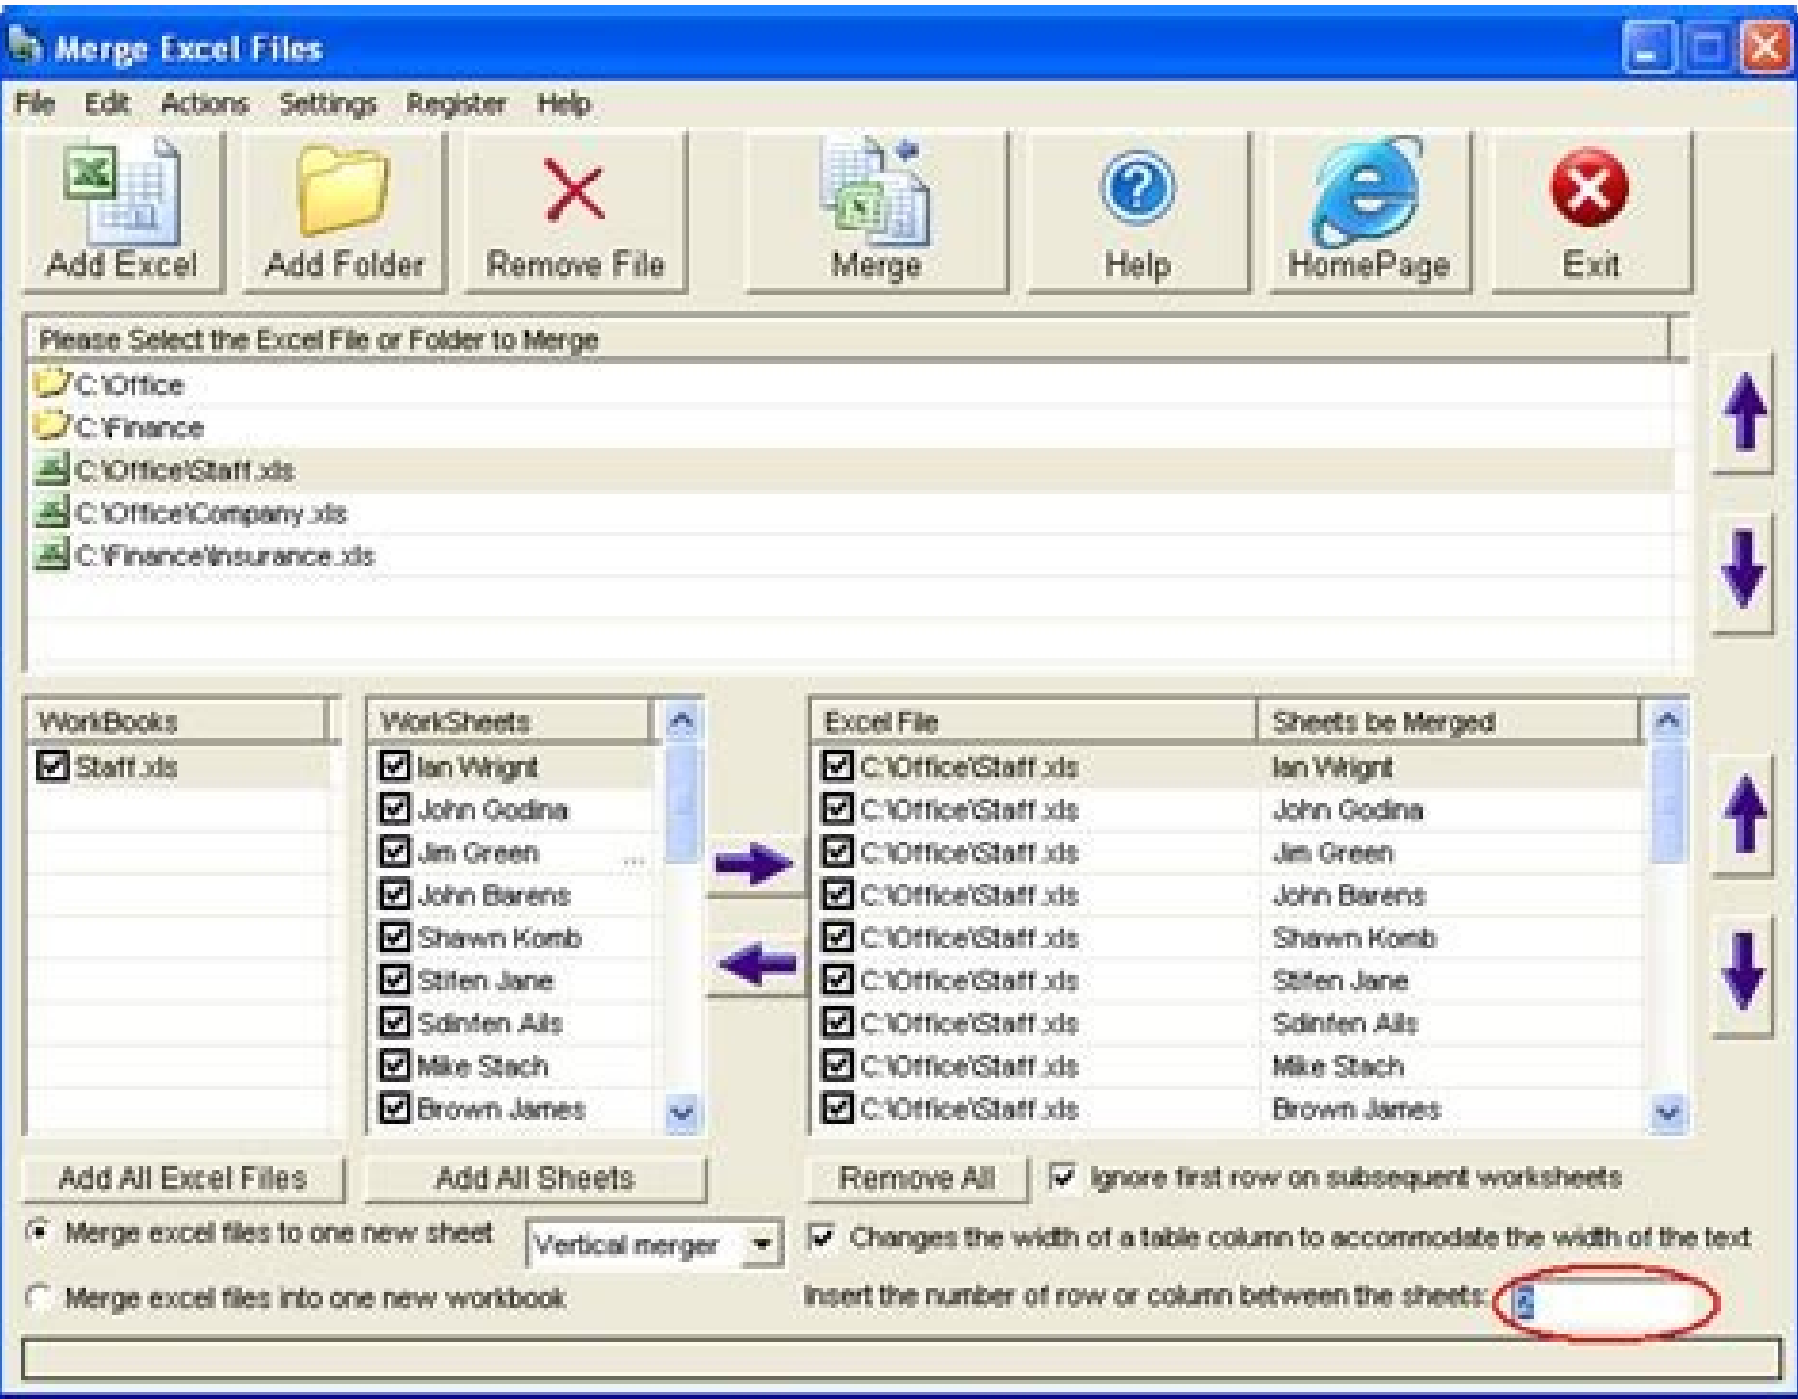 Merge Excel Files
File Edit Actions Settings Register Help
Add Excel Add Folder Remove File Merge Help HomePage Exit
Please Select the Excel File or Folder to Merge
C:\Office
C:\Finance
C:\Office\Staff.xls
C:\Office\Company.xls
C:\Finance\Insurance.xls
WorkBooks WorkSheets Excel File Sheets be Merged
Staff.xls Ian Wrignt C:\Office\Staff.xls Ian Wrignt
John Godina C:\Office\Staff.xls John Godina
Jim Green ... C:\Office\Staff.xls Jim Green
John Barens C:\Office\Staff.xls John Barens
Shawn Komb C:\Office\Staff.xls Shawn Komb
Stifen Jane C:\Office\Staff.xls Stifen Jane
Sdinfen Ails C:\Office\Staff.xls Sdinfen Ails
Mike Stach C:\Office\Staff.xls Mike Stach
Brown James C:\Office\Staff.xls Brown James
Add All Excel Files Add All Sheets Remove All Ignore first row on subsequent worksheets
Merge excel files to one new sheet Vertical merger Changes the width of a table column to accommodate the width of the text
Merge excel files into one new workbook Insert the number of row or column between the sheets: